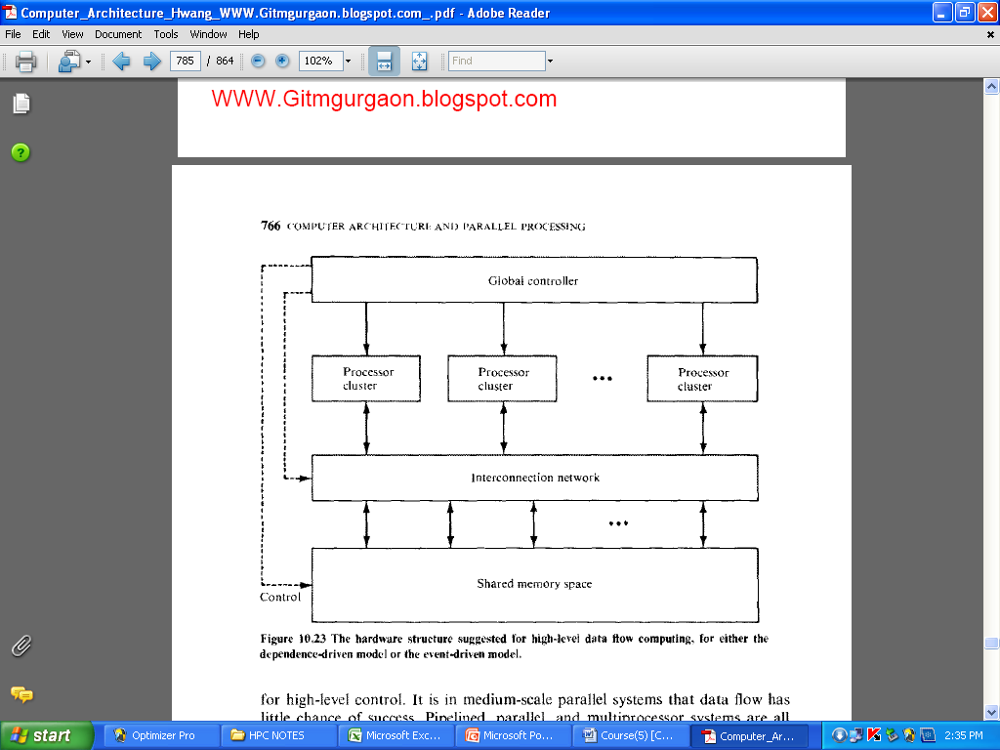 Computer_Architecture_Hwang_WWW.Gitmgurgaon.blogspot.com_.pdf - Adobe Reader
File Edit View Document Tools Window Help
785 / 864 102% Find
WWW.Gitmgurgaon.blogspot.com
766 COMPUTER ARCHITECTURE AND PARALLEL PROCESSING
Global controller
Processor cluster
Processor cluster
•••
Processor cluster
Interconnection network
•••
Shared memory space
Control
Figure 10.23 The hardware structure suggested for high-level data flow computing, for either the
dependence-driven model or the event-driven model.
for high-level control. It is in medium-scale parallel systems that data flow has
little chance of success. Pipelined, parallel, and multiprocessor systems are all
start Optimizer Pro HPC NOTES Microsoft Exc... Microsoft Po... Course(5) [C... Computer_Ar... 2:35 PM